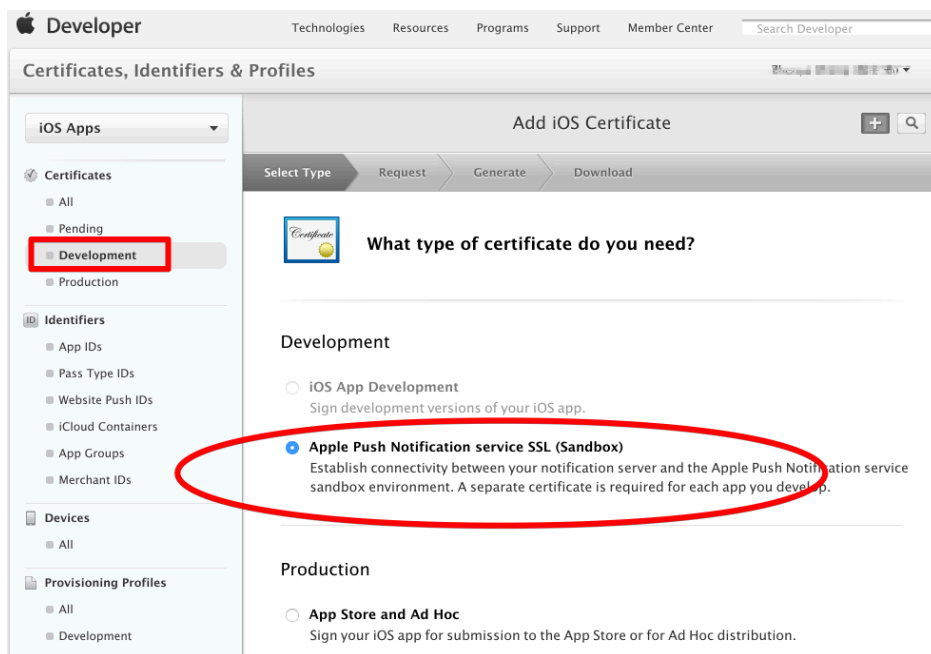 Developer
Technologies Resources Programs Support Member Center Search Developer
Certificates, Identifiers & Profiles
iOS Apps
Add iOS Certificate
Certificates
All
Pending
Development
Production
Identifiers
App IDs
Pass Type IDs
Website Push IDs
iCloud Containers
App Groups
Merchant IDs
Devices
All
Provisioning Profiles
All
Development
Select Type Request Generate Download
Certificate
What type of certificate do you need?
Development
iOS App Development
Sign development versions of your iOS app.
Apple Push Notification service SSL (Sandbox)
Establish connectivity between your notification server and the Apple Push Notification service
sandbox environment. A separate certificate is required for each app you develop.
Production
App Store and Ad Hoc
Sign your iOS app for submission to the App Store or for Ad Hoc distribution.